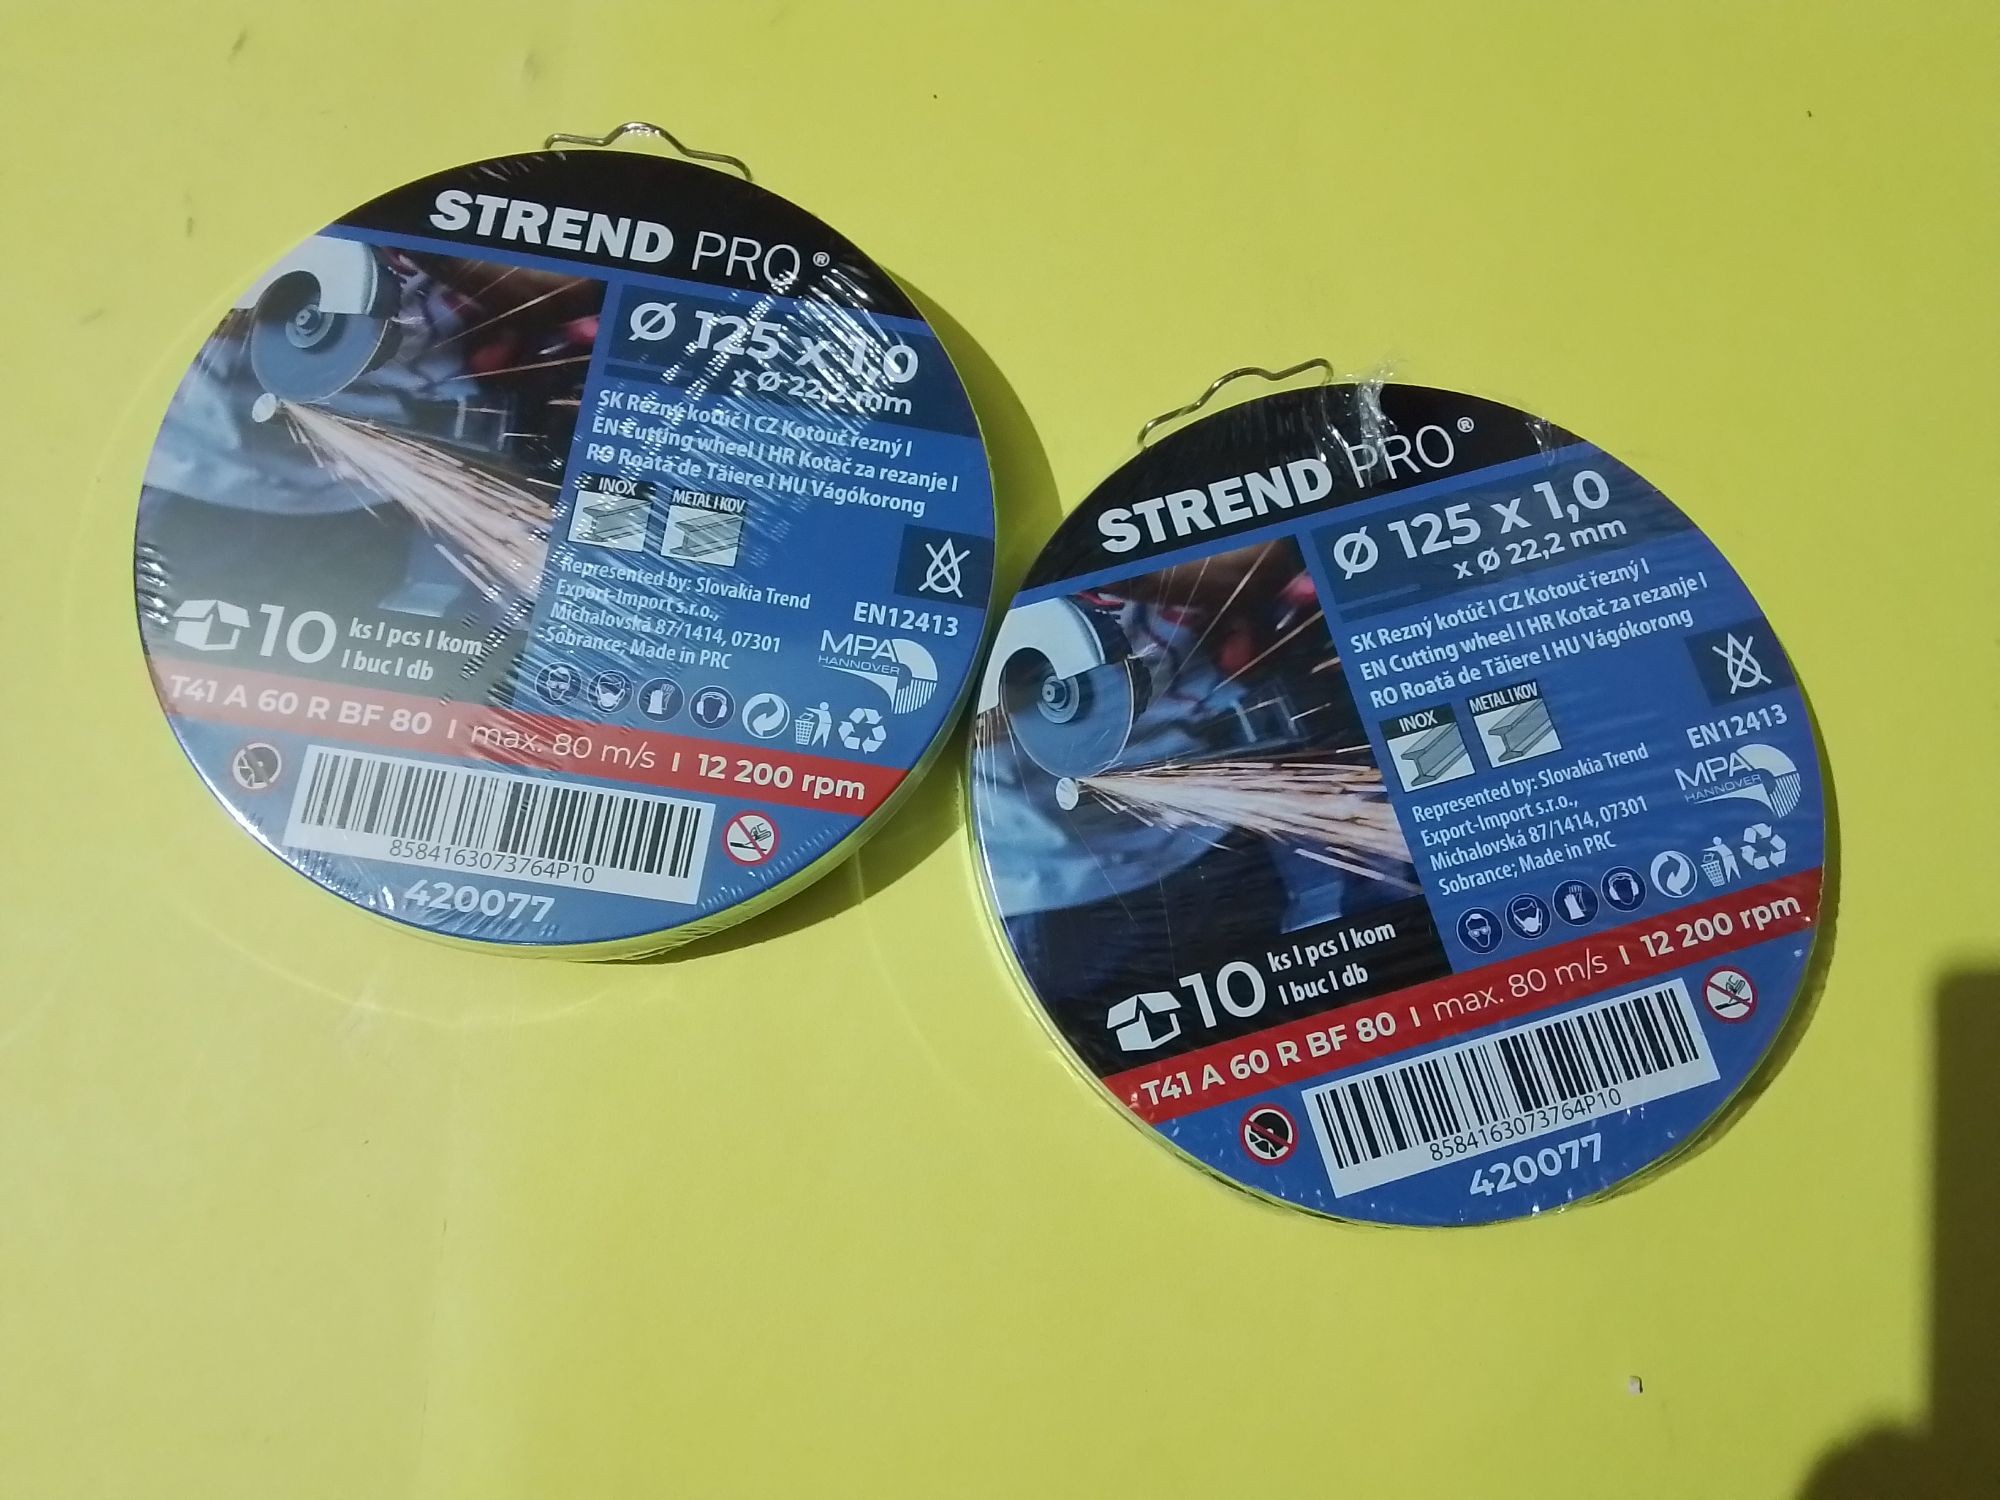 STREND PRO®
Ø 125 x 1,0
x Ø 22,2 mm
SK Rezný kotúč I CZ Kotouč řezný I
EN Cutting wheel I HR Kotač za rezanje I
RO Roată de Tăiere I HU Vágókorong
INOX
METAL I KOV
Represented by: Slovakia Trend
Export-Import s.r.o.,
Michalovská 87/1414, 07301
Sobrance; Made in PRC
EN12413
MPA
HANNOVER
10 ks I pcs I kom
I buc I db
T41 A 60 R BF 80 I max. 80 m/s I 12 200 rpm
8584163073764P10
420077
STREND PRO®
Ø 125 x 1,0
x Ø 22,2 mm
SK Rezný kotúč I CZ Kotouč řezný I
EN Cutting wheel I HR Kotač za rezanje I
RO Roată de Tăiere I HU Vágókorong
INOX
METAL I KOV
Represented by: Slovakia Trend
Export-Import s.r.o.,
Michalovská 87/1414, 07301
Sobrance; Made in PRC
EN12413
MPA
HANNOVER
10 ks I pcs I kom
I buc I db
T41 A 60 R BF 80 I max. 80 m/s I 12 200 rpm
8584163073764P10
420077